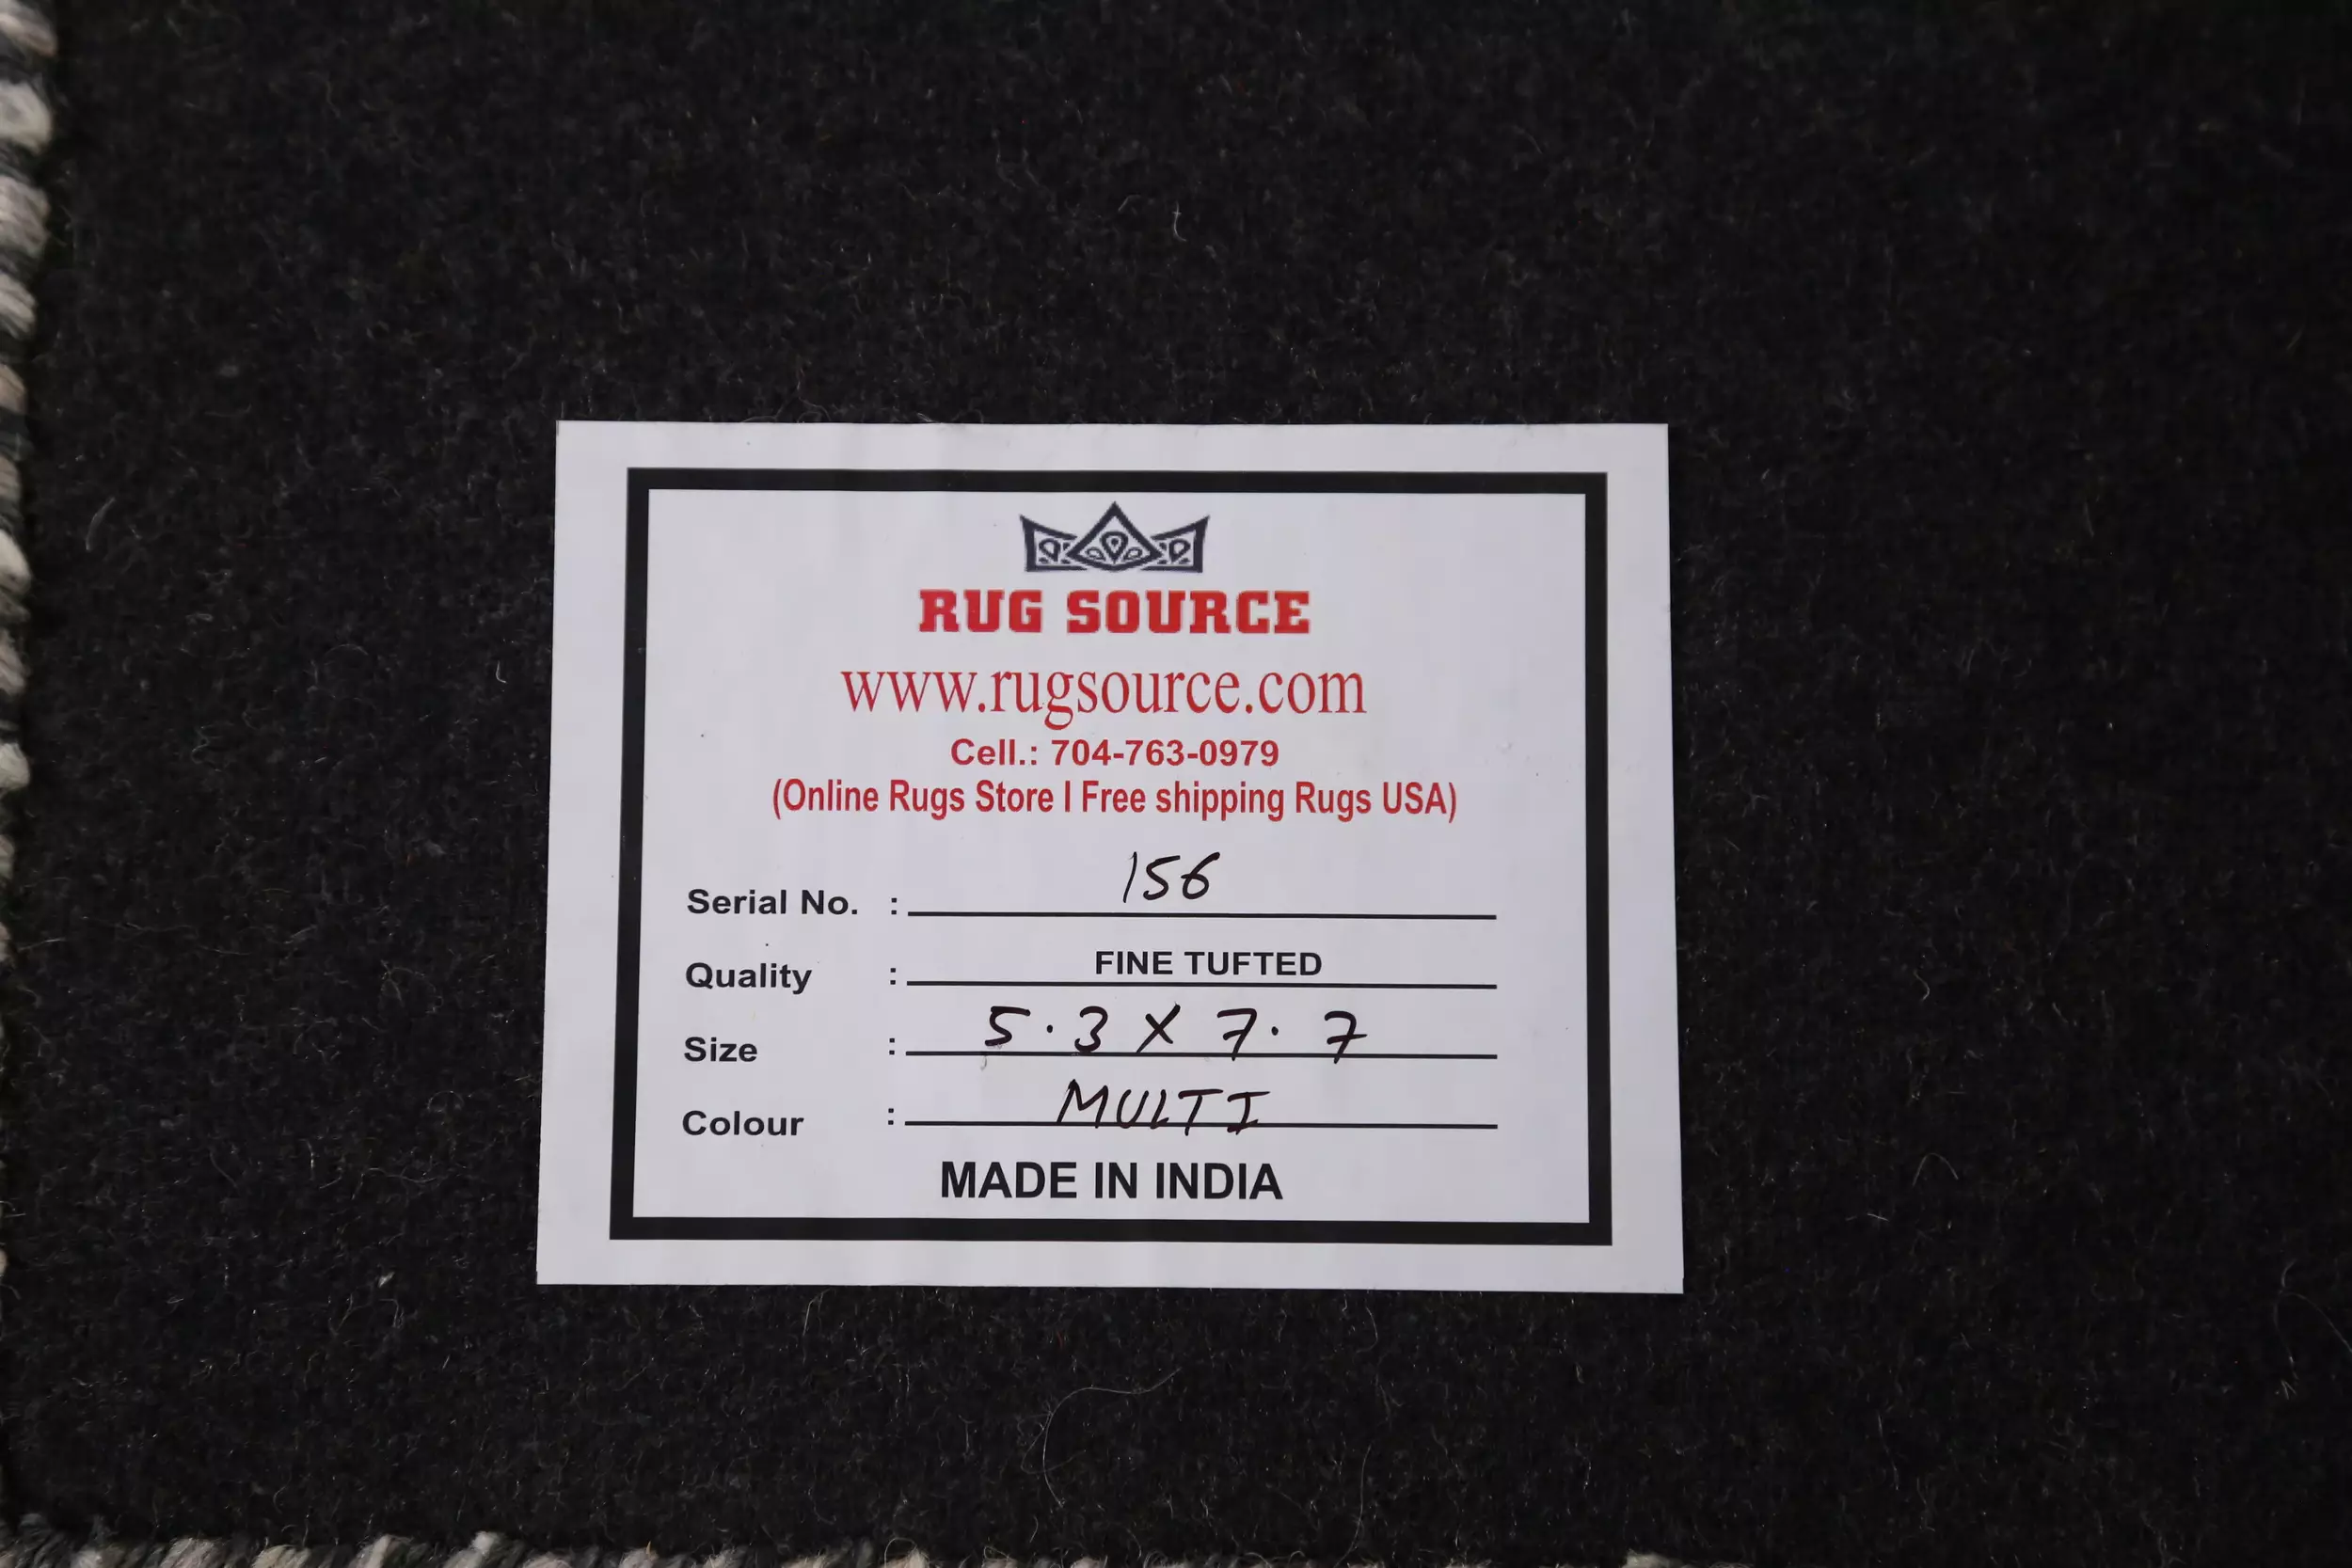 RUG SOURCE
www.rugsource.com
Cell.: 704-763-0979
(Online Rugs Store I Free shipping Rugs USA)
Serial No. : 156
Quality : FINE TUFTED
Size : 5.3 X 7.7
Colour : MULTI
MADE IN INDIA